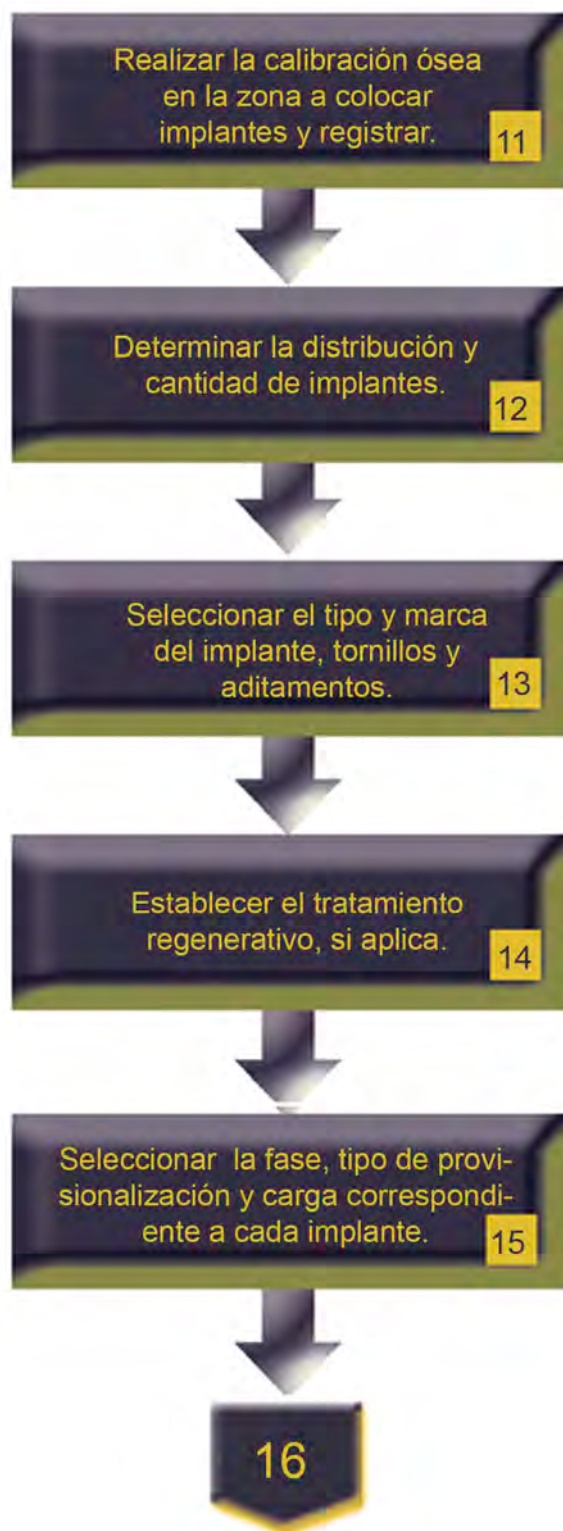 Realizar la calibración ósea
en la zona a colocar
implantes y registrar.
11
Determinar la distribución y
cantidad de implantes.
12
Seleccionar el tipo y marca
del implante, tornillos y
aditamentos.
13
Establecer el tratamiento
regenerativo, si aplica.
14
Seleccionar la fase, tipo de provi-
sionalización y carga correspondi-
ente a cada implante.
15
16